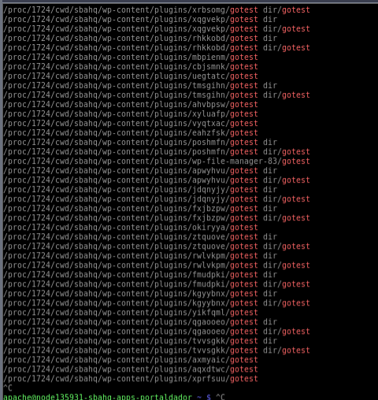 /proc/1724/cwd/sbahq/wp-content/plugins/xrbsomg/gotest dir/gotest
/proc/1724/cwd/sbahq/wp-content/plugins/xqgvekp/gotest dir
/proc/1724/cwd/sbahq/wp-content/plugins/xqgvekp/gotest dir/gotest
/proc/1724/cwd/sbahq/wp-content/plugins/rhkkobd/gotest dir
/proc/1724/cwd/sbahq/wp-content/plugins/rhkkobd/gotest dir/gotest
/proc/1724/cwd/sbahq/wp-content/plugins/mbpienm/gotest
/proc/1724/cwd/sbahq/wp-content/plugins/cbjsmnk/gotest
/proc/1724/cwd/sbahq/wp-content/plugins/uegtatc/gotest
/proc/1724/cwd/sbahq/wp-content/plugins/tmsgihn/gotest dir
/proc/1724/cwd/sbahq/wp-content/plugins/tmsgihn/gotest dir/gotest
/proc/1724/cwd/sbahq/wp-content/plugins/ahvbpsw/gotest
/proc/1724/cwd/sbahq/wp-content/plugins/xyluafp/gotest
/proc/1724/cwd/sbahq/wp-content/plugins/vyqtxac/gotest
/proc/1724/cwd/sbahq/wp-content/plugins/eahzfsk/gotest
/proc/1724/cwd/sbahq/wp-content/plugins/poshmfn/gotest dir
/proc/1724/cwd/sbahq/wp-content/plugins/poshmfn/gotest dir/gotest
/proc/1724/cwd/sbahq/wp-content/plugins/wp-file-manager-83/gotest
/proc/1724/cwd/sbahq/wp-content/plugins/apwyhvu/gotest dir
/proc/1724/cwd/sbahq/wp-content/plugins/apwyhvu/gotest dir/gotest
/proc/1724/cwd/sbahq/wp-content/plugins/jdqnyjy/gotest dir
/proc/1724/cwd/sbahq/wp-content/plugins/jdqnyjy/gotest dir/gotest
/proc/1724/cwd/sbahq/wp-content/plugins/fxjbzpw/gotest dir
/proc/1724/cwd/sbahq/wp-content/plugins/fxjbzpw/gotest dir/gotest
/proc/1724/cwd/sbahq/wp-content/plugins/okiryya/gotest
/proc/1724/cwd/sbahq/wp-content/plugins/ztquove/gotest dir
/proc/1724/cwd/sbahq/wp-content/plugins/ztquove/gotest dir/gotest
/proc/1724/cwd/sbahq/wp-content/plugins/rwlvkpm/gotest dir
/proc/1724/cwd/sbahq/wp-content/plugins/rwlvkpm/gotest dir/gotest
/proc/1724/cwd/sbahq/wp-content/plugins/fmudpki/gotest dir
/proc/1724/cwd/sbahq/wp-content/plugins/fmudpki/gotest dir/gotest
/proc/1724/cwd/sbahq/wp-content/plugins/kgyybnx/gotest dir
/proc/1724/cwd/sbahq/wp-content/plugins/kgyybnx/gotest dir/gotest
/proc/1724/cwd/sbahq/wp-content/plugins/yikfqml/gotest
/proc/1724/cwd/sbahq/wp-content/plugins/qgaooeo/gotest dir
/proc/1724/cwd/sbahq/wp-content/plugins/qgaooeo/gotest dir/gotest
/proc/1724/cwd/sbahq/wp-content/plugins/tvvsgkk/gotest dir
/proc/1724/cwd/sbahq/wp-content/plugins/tvvsgkk/gotest dir/gotest
/proc/1724/cwd/sbahq/wp-content/plugins/axmyaic/gotest
/proc/1724/cwd/sbahq/wp-content/plugins/aqxdtwc/gotest
/proc/1724/cwd/sbahq/wp-content/plugins/xprfsuu/gotest
^C
apache@node135931-sbahq-apps-portaldador ~ $ ^C